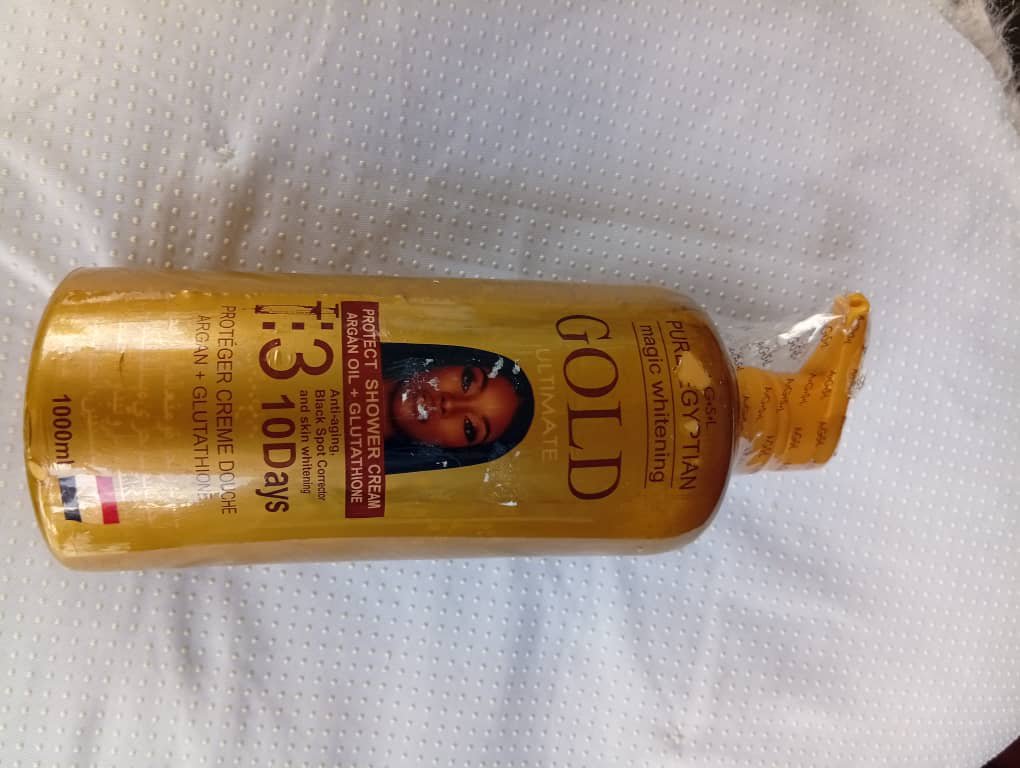 PURE EGYPTIAN
magic whitening
GOLD
ULTIMATE
PROTECT SHOWER CREAM
ARGAN OIL + GLUTATHIONE
T:3 10Days
Anti-aging,
Black Spot Corrector
and skin whitening
PROTÉGER CREME DOUCHE
ARGAN + GLUTATHIONE
1000ml